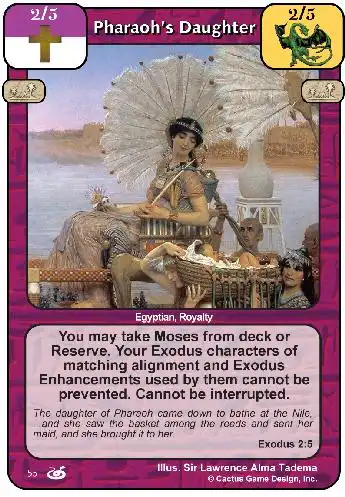 2/5
Pharaoh's Daughter
2/5
Egyptian, Royalty
You may take Moses from deck or
Reserve. Your Exodus characters of
matching alignment and Exodus
Enhancements used by them cannot be
prevented. Cannot be interrupted.
The daughter of Pharaoh came down to bathe at the Nile,
and she saw the basket among the reeds and sent her
maid, and she brought it to her.
Exodus 2:5
Illus. Sir Lawrence Alma Tadema
© Cactus Game Design, Inc.